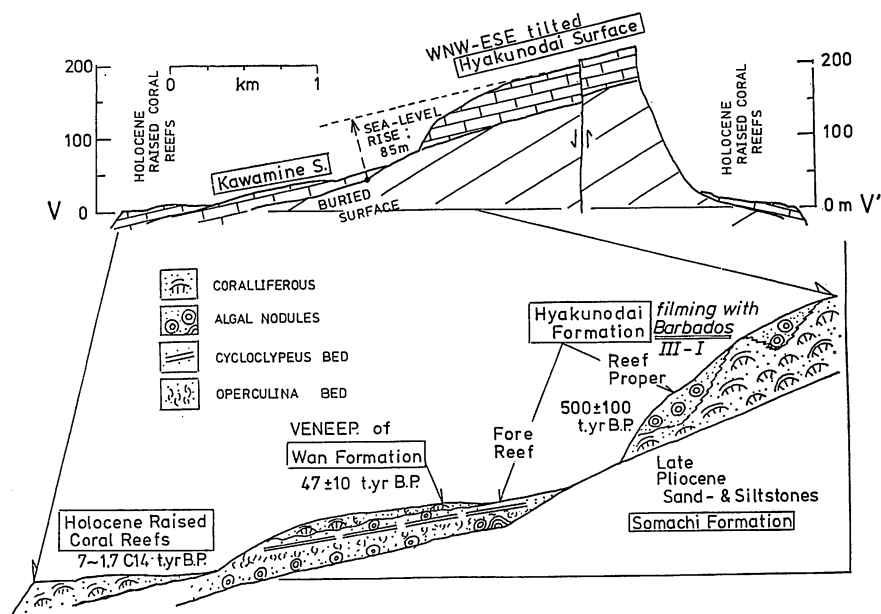 WNW-ESE tilted
Hyakunodai Surface
200
100
0
V
HOLOCENE
RAISED CORAL
REEFS
0
1
km
SEA-LEVEL
RISE :
85m
Kawamine S.
BURIED
SURFACE
HOLOCENE
RAISED CORAL
REEFS
200
100
0 m
V'
CORALLIFEROUS
ALGAL NODULES
CYCLOCLYPEUS BED
OPERCULINA BED
Hyakunodai
Formation
filming with
Barbados
III-I
Reef
Proper
500±100
t.yr B.P.
VENEEP. of
Wan Formation
47±10 t.yr B.P.
Fore
Reef
Late
Pliocene
Sand- & Siltstones
Somachi Formation
Holocene Raised
Coral Reefs
7~1.7 C14· t.yr B.P.